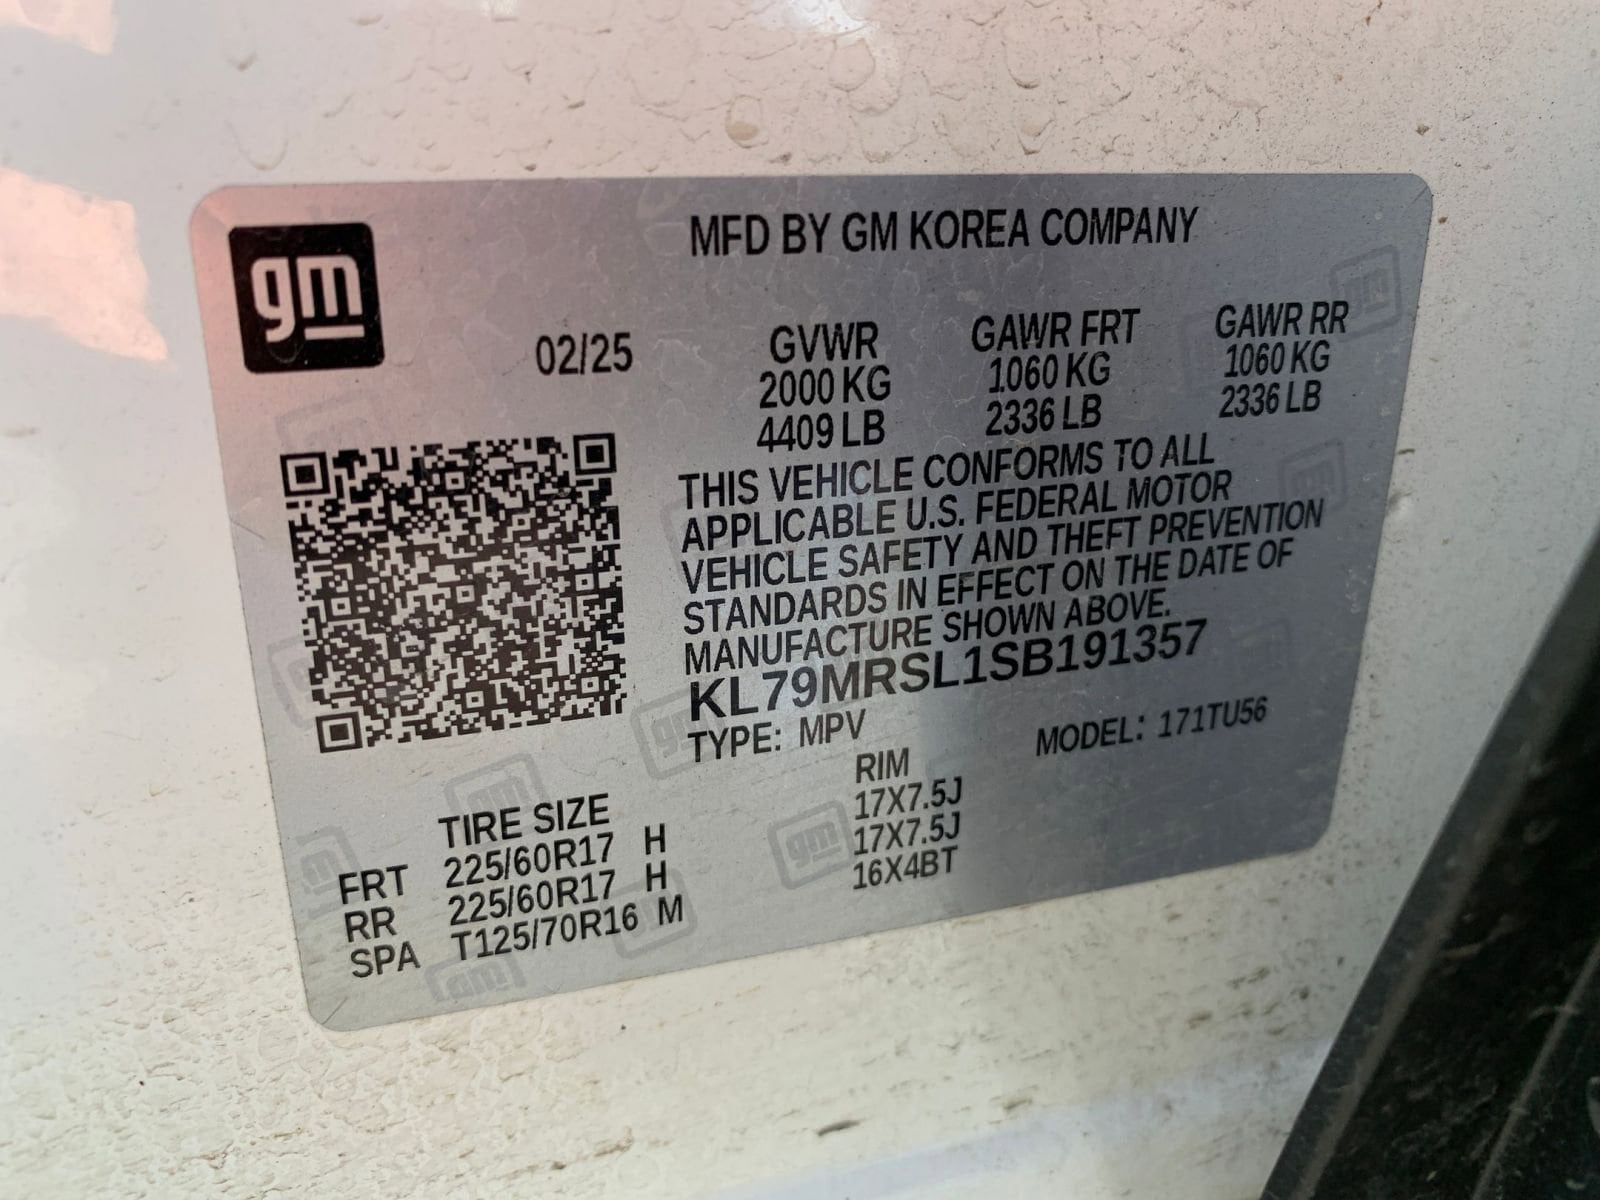 gm
MFD BY GM KOREA COMPANY
02/25
GVWR
2000 KG
4409 LB
GAWR FRT
1060 KG
2336 LB
GAWR RR
1060 KG
2336 LB
THIS VEHICLE CONFORMS TO ALL
APPLICABLE U.S. FEDERAL MOTOR
VEHICLE SAFETY AND THEFT PREVENTION
STANDARDS IN EFFECT ON THE DATE OF
MANUFACTURE SHOWN ABOVE.
KL79MRSL1SB191357
TYPE: MPV MODEL: 171TU56
TIRE SIZE RIM
FRT 225/60R17 H 17X7.5J
RR 225/60R17 H 17X7.5J
SPA T125/70R16 M 16X4BT